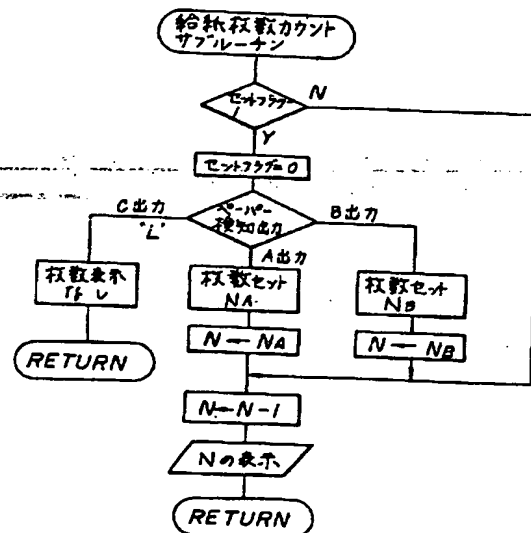 給紙枚数カウント
サブルーチン
セットフラグ=
1
N
Y
セットフラグ=0
C出力
"L"
ペーパー
検知出力
B出力
A出力
枚数表示
なし
枚数セット
NA
枚数セット
NB
N ← NA
N ← NB
RETURN
N←N-1
Nの表示
RETURN